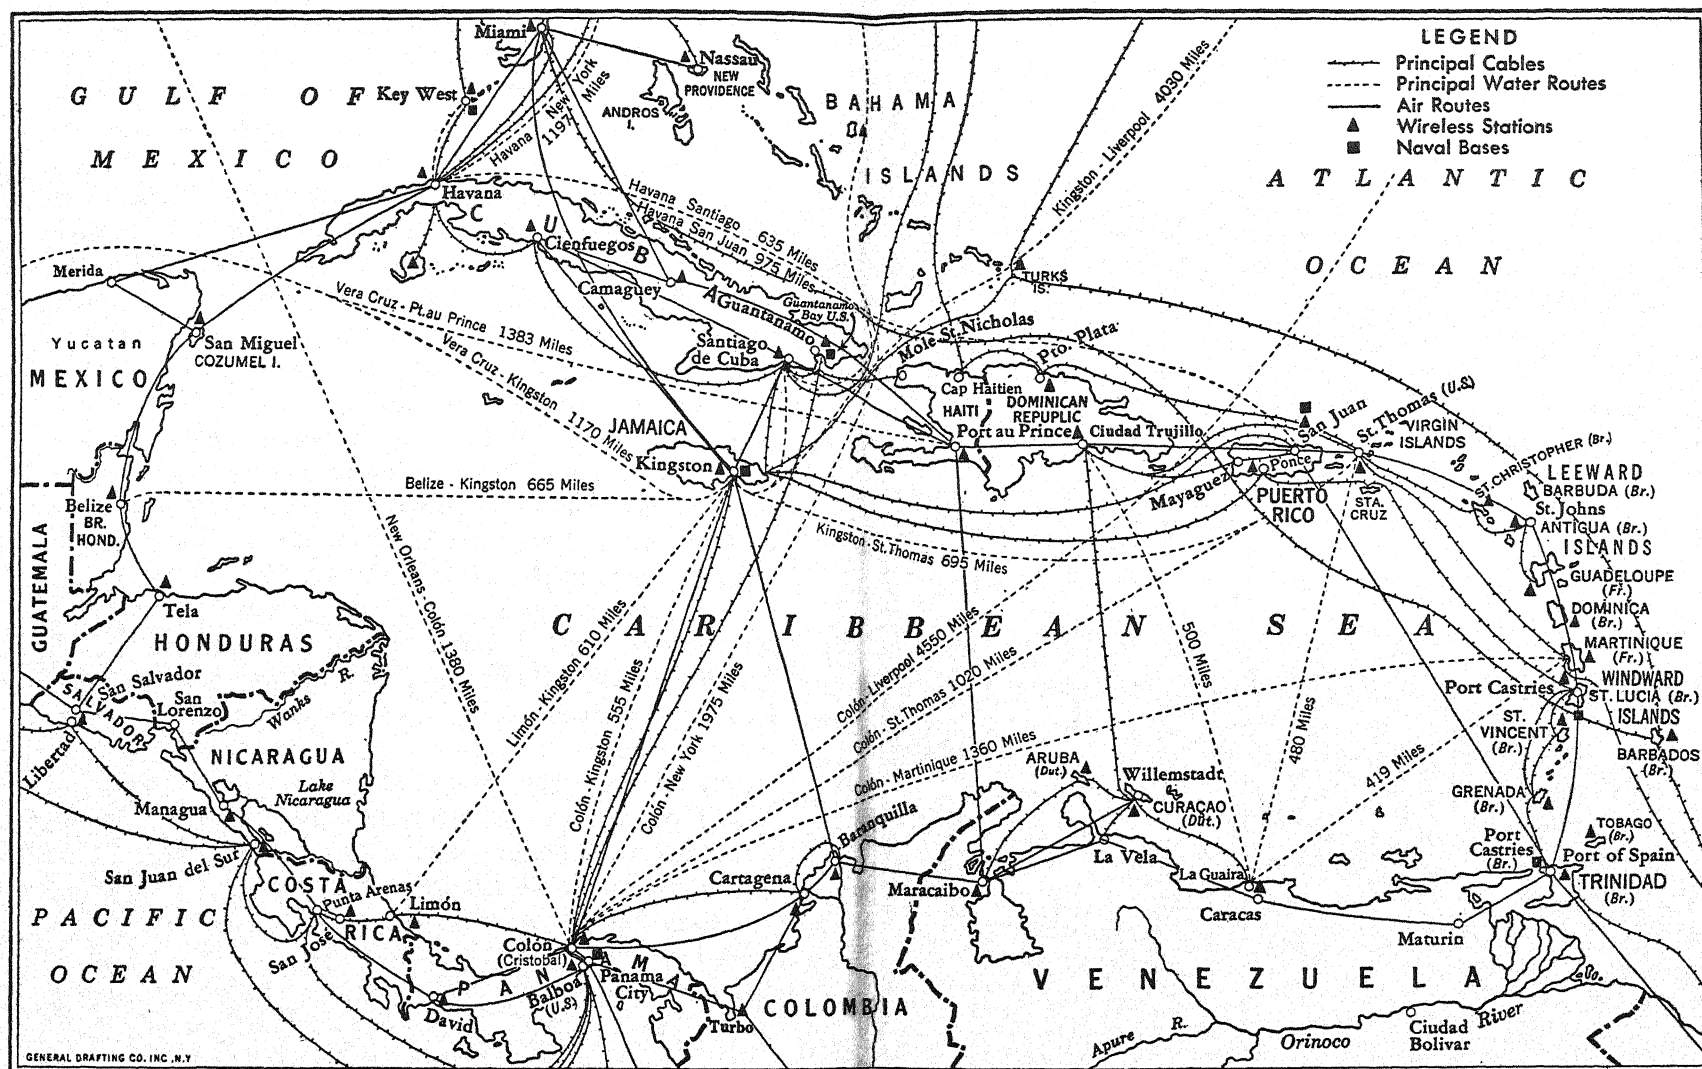 LEGEND
Principal Cables
Principal Water Routes
Air Routes
Wireless Stations
Naval Bases
GULF OF
MEXICO
Miami
Key West
Nassau
NEW
PROVIDENCE
ANDROS
I.
BAHAMA
ISLANDS
ATLANTIC
OCEAN
Havana New York
1197 Miles
Kingston - Liverpool 4030 Miles
Havana
CUBA
Cienfuegos
Camaguey
Havana Santiago 635 Miles
Havana San Juan 975 Miles
Guantanamo
Guantanamo
Bay U.S.
Santiago
de Cuba
TURKS
IS.
Merida
San Miguel
COZUMEL I.
Yucatan
MEXICO
Vera Cruz - Pt. au Prince 1383 Miles
Vera Cruz - Kingston 1170 Miles
Mole St. Nicholas
Pto. Plata
Cap Haitien
HAITI
DOMINICAN
REPUPLIC
Port au Prince
Ciudad Trujillo
JAMAICA
Kingston
San Juan
St. Thomas (U.S.)
VIRGIN
ISLANDS
Ponce
Mayaguez
PUERTO
RICO
STA.
CRUZ
ST. CHRISTOPHER (Br.)
LEEWARD
BARBUDA (Br.)
St. Johns
ANTIGUA (Br.)
ISLANDS
GUADELOUPE
(Fr.)
DOMINICA
(Br.)
MARTINIQUE
(Fr.)
WINDWARD
Port Castries
ST. LUCIA (Br.)
ISLANDS
ST.
VINCENT
(Br.)
BARBADOS
(Br.)
GRENADA
(Br.)
TOBAGO
(Br.)
Port
Castries
(Br.)
Port of Spain
TRINIDAD
(Br.)
Belize - Kingston 665 Miles
Belize
BR.
HOND.
GUATEMALA
Kingston - St. Thomas 695 Miles
CARIBBEAN SEA
Tela
HONDURAS
San Salvador
SALVADOR
San
Lorenzo
Wanks R.
Libertad
NICARAGUA
Lake
Nicaragua
Managua
San Juan del Sur
COSTA
RICA
Punta Arenas
San José
Limón
New Orleans - Colón 1380 Miles
Limón - Kingston 610 Miles
Colón - Kingston 555 Miles
Colón - New York 1975 Miles
Colón - Liverpool 4550 Miles
Colón - St. Thomas 1020 Miles
Colón - Martinique 1360 Miles
500 Miles
480 Miles
419 Miles
ARUBA
(Dut.)
Willemstadt
CURAÇAO
(Dut.)
La Vela
La Guaira
Caracas
Maturin
Baranquilla
Cartagena
Maracaibo
PACIFIC
OCEAN
Colón
(Cristobal)
PANAMA
Balboa
(U.S.)
Panama
City
David
Turbo
COLOMBIA
VENEZUELA
Apure R.
Orinoco River
Ciudad
Bolivar
GENERAL DRAFTING CO. INC., N.Y